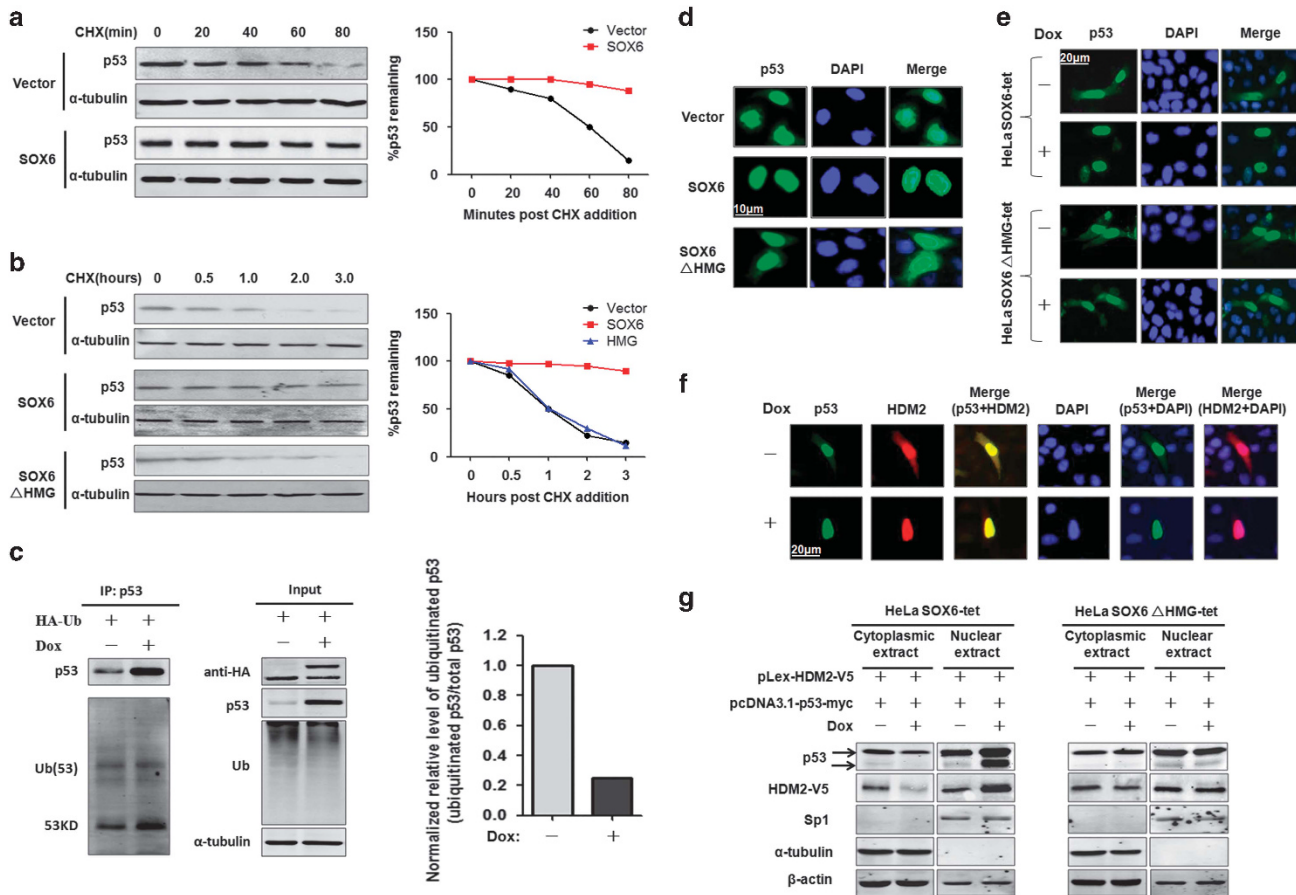 a
CHX(min) 0 20 40 60 80
Vector
p53
α-tubulin
SOX6
p53
α-tubulin
%p53 remaining
150
100
50
0
Vector
SOX6
0 20 40 60 80
Minutes post CHX addition
b
CHX(hours) 0 0.5 1.0 2.0 3.0
Vector
p53
α-tubulin
SOX6
p53
α-tubulin
SOX6
△HMG
p53
α-tubulin
%p53 remaining
150
100
50
0
Vector
SOX6
HMG
0 0.5 1 2 3
Hours post CHX addition
c
IP: p53
HA-Ub + +
Dox − +
p53
Ub(53)
53KD
Input
+ +
− +
anti-HA
p53
Ub
α-tubulin
Normalized relative level of ubiquitinated p53
(ubiquitinated p53/total p53)
1.2
1.0
0.8
0.6
0.4
0.2
0.0
Dox: − +
d
p53 DAPI Merge
Vector
SOX6
10μm
SOX6
△HMG
e
Dox p53 DAPI Merge
20μm
HeLa SOX6-tet
−
+
HeLa SOX6 △HMG-tet
−
+
f
Dox p53 HDM2 Merge
(p53+HDM2) DAPI Merge
(p53+DAPI) Merge
(HDM2+DAPI)
−
+
20μm
g
HeLa SOX6-tet HeLa SOX6 △HMG-tet
Cytoplasmic
extract
Nuclear
extract
Cytoplasmic
extract
Nuclear
extract
pLex-HDM2-V5 + + + + + + + +
pcDNA3.1-p53-myc + + + + + + + +
Dox − + − + − + − +
p53
HDM2-V5
Sp1
α-tubulin
β-actin